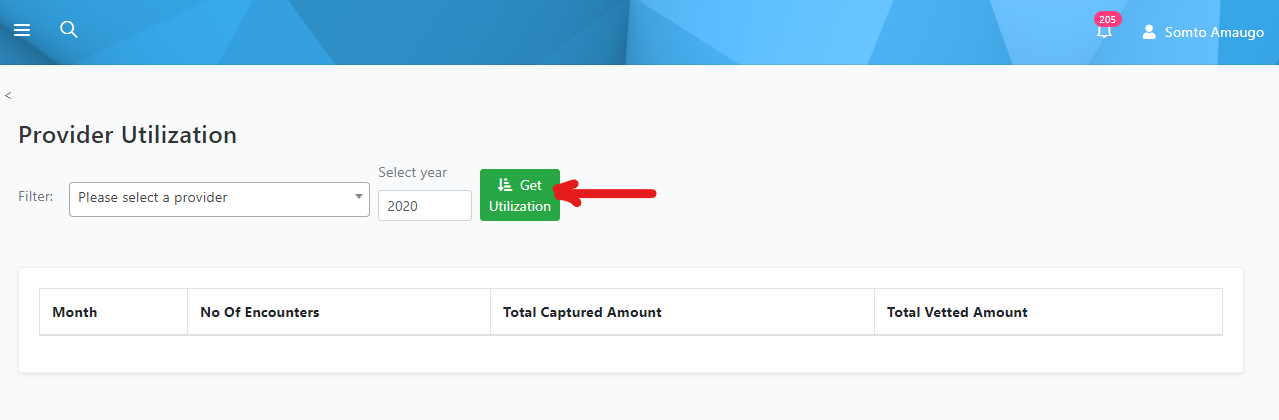 205
Somto Amaugo
<
Provider Utilization
Select year
Filter:
Please select a provider
2020
Get
Utilization
Month No Of Encounters Total Captured Amount Total Vetted Amount